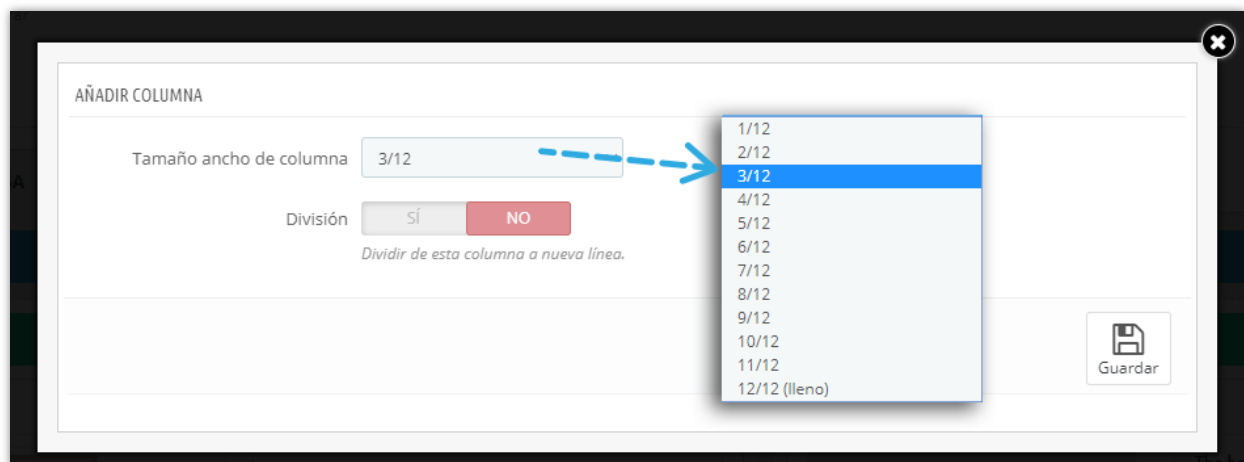 AÑADIR COLUMNA
Tamaño ancho de columna 3/12
División SÍ NO
Dividir de esta columna a nueva línea.
1/12
2/12
3/12
4/12
5/12
6/12
7/12
8/12
9/12
10/12
11/12
12/12 (lleno)
Guardar